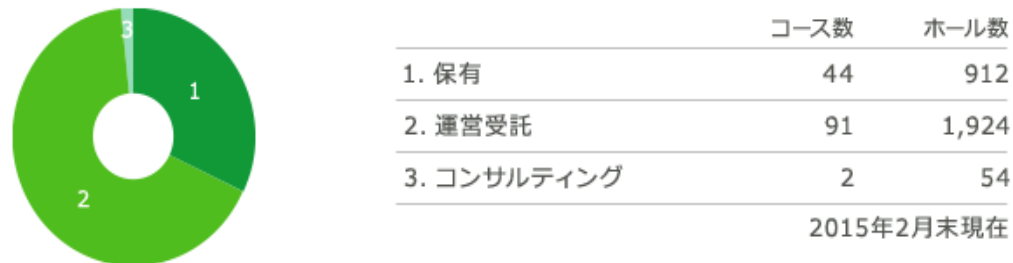 3
1
2
コース数 ホール数
1. 保有 44 912
2. 運営受託 91 1,924
3. コンサルティング 2 54
2015年2月末現在